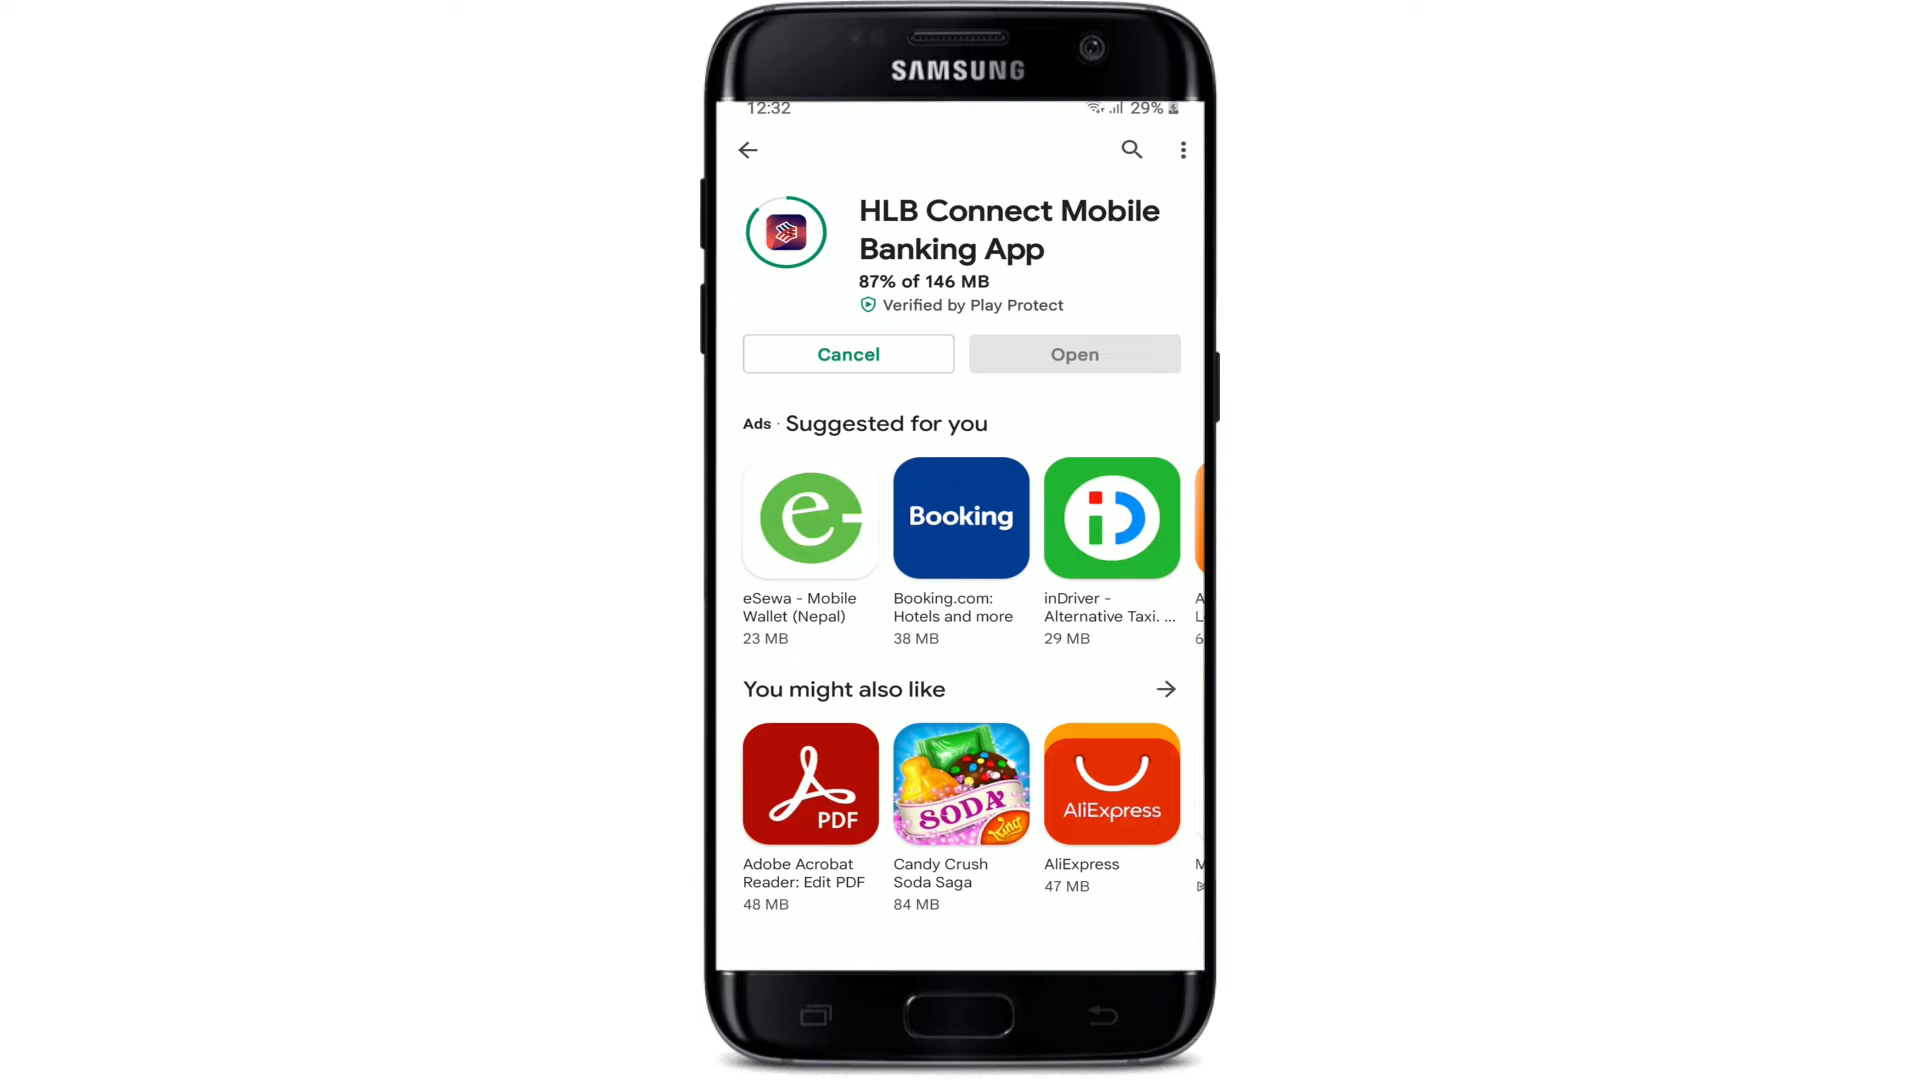 SAMSUNG
12:32
29%
HLB Connect Mobile
Banking App
87% of 146 MB
Verified by Play Protect
Cancel
Open
Ads · Suggested for you
e
Booking
iD
eSewa - Mobile
Wallet (Nepal)
23 MB
Booking.com:
Hotels and more
38 MB
inDriver -
Alternative Taxi. ...
29 MB
A
L
6
You might also like
PDF
SODA
King
AliExpress
Adobe Acrobat
Reader: Edit PDF
48 MB
Candy Crush
Soda Saga
84 MB
AliExpress
47 MB
M